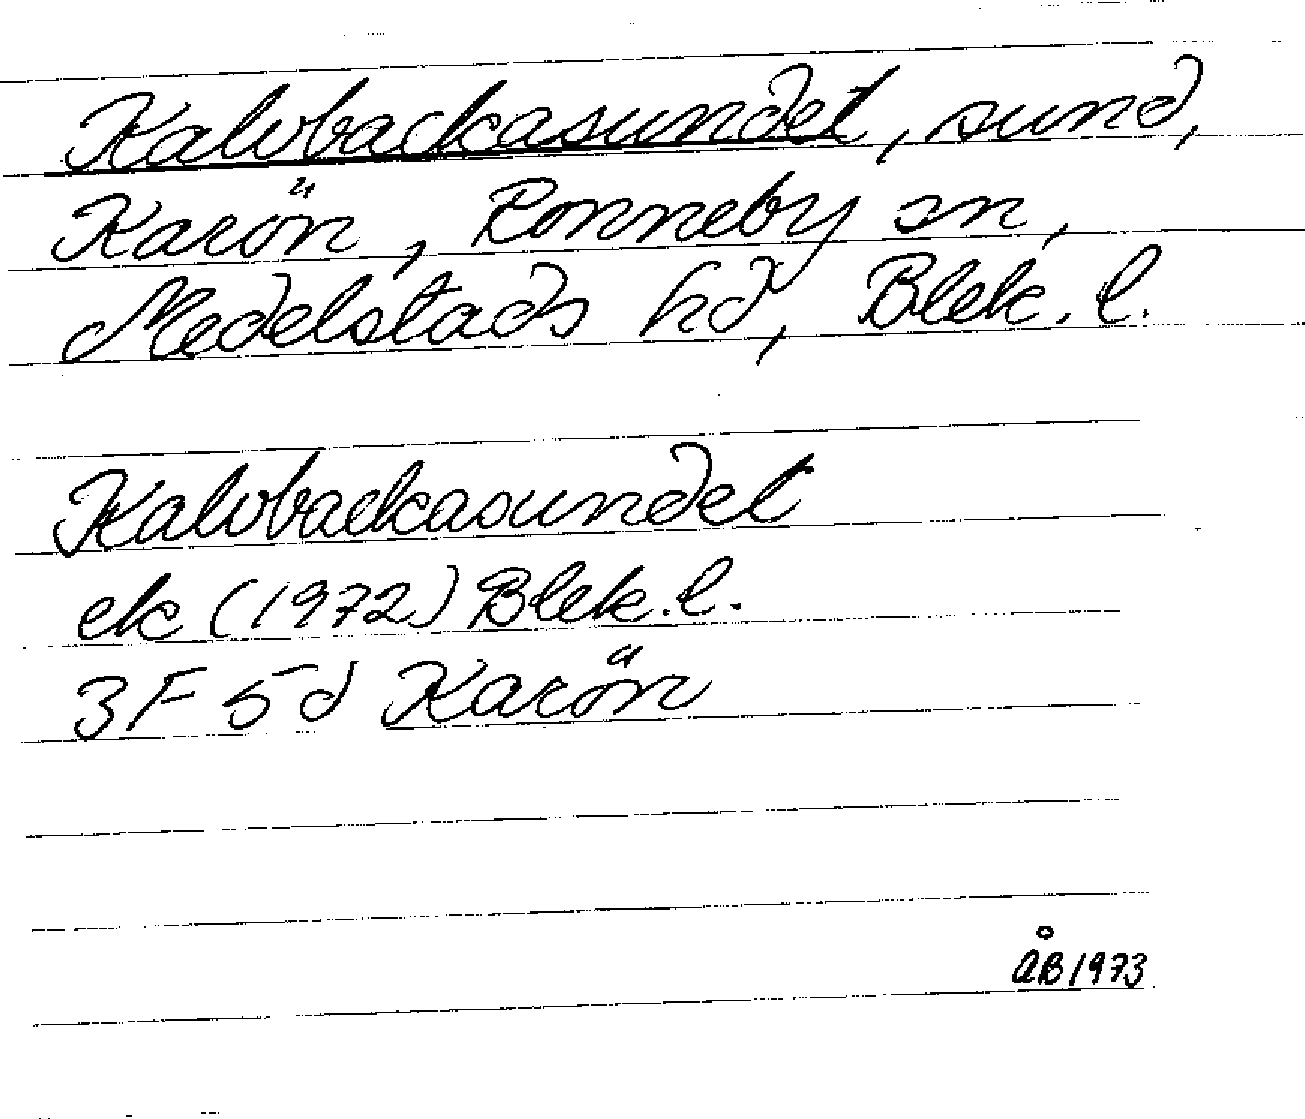 Kalvbackasundet, sund,
Karön, Ronneby sn,
Medelstads hd, Blek. l.
Kalvbackasundet
ek (1972) Blek. l.
3F 5d Karön
ÅB 1973